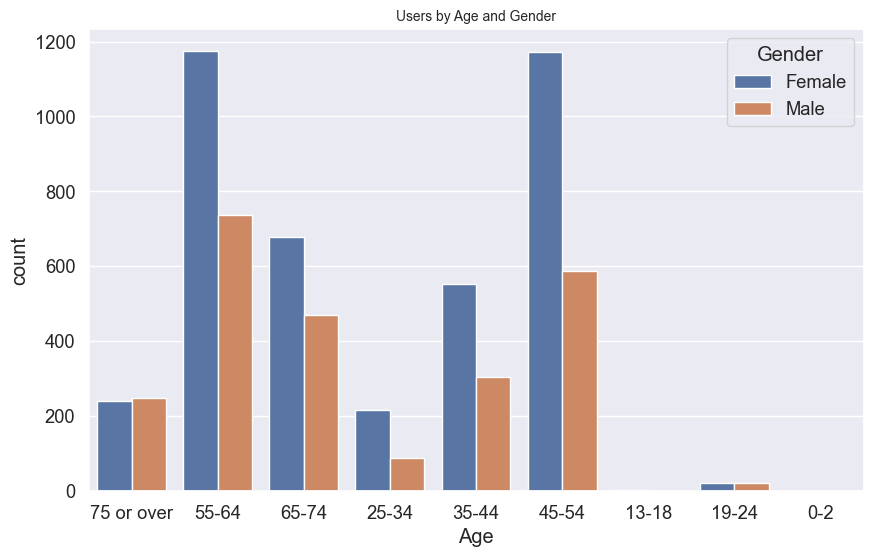 Users by Age and Gender
1200
1000
800
600
400
200
0
count
Gender
Female
Male
75 or over 55-64 65-74 25-34 35-44 45-54 13-18 19-24 0-2
Age